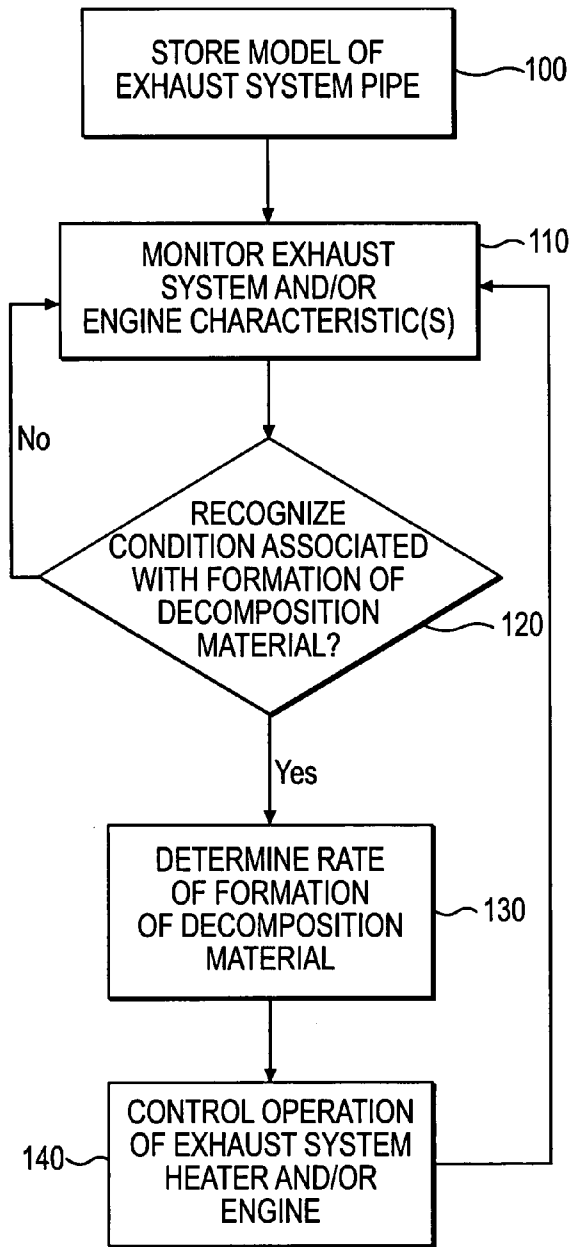 STORE MODEL OF
EXHAUST SYSTEM PIPE
100
MONITOR EXHAUST
SYSTEM AND/OR
ENGINE CHARACTERISTIC(S)
110
No
RECOGNIZE
CONDITION ASSOCIATED
WITH FORMATION OF
DECOMPOSITION
MATERIAL?
120
Yes
DETERMINE RATE
OF FORMATION
OF DECOMPOSITION
MATERIAL
130
CONTROL OPERATION
OF EXHAUST SYSTEM
HEATER AND/OR
ENGINE
140